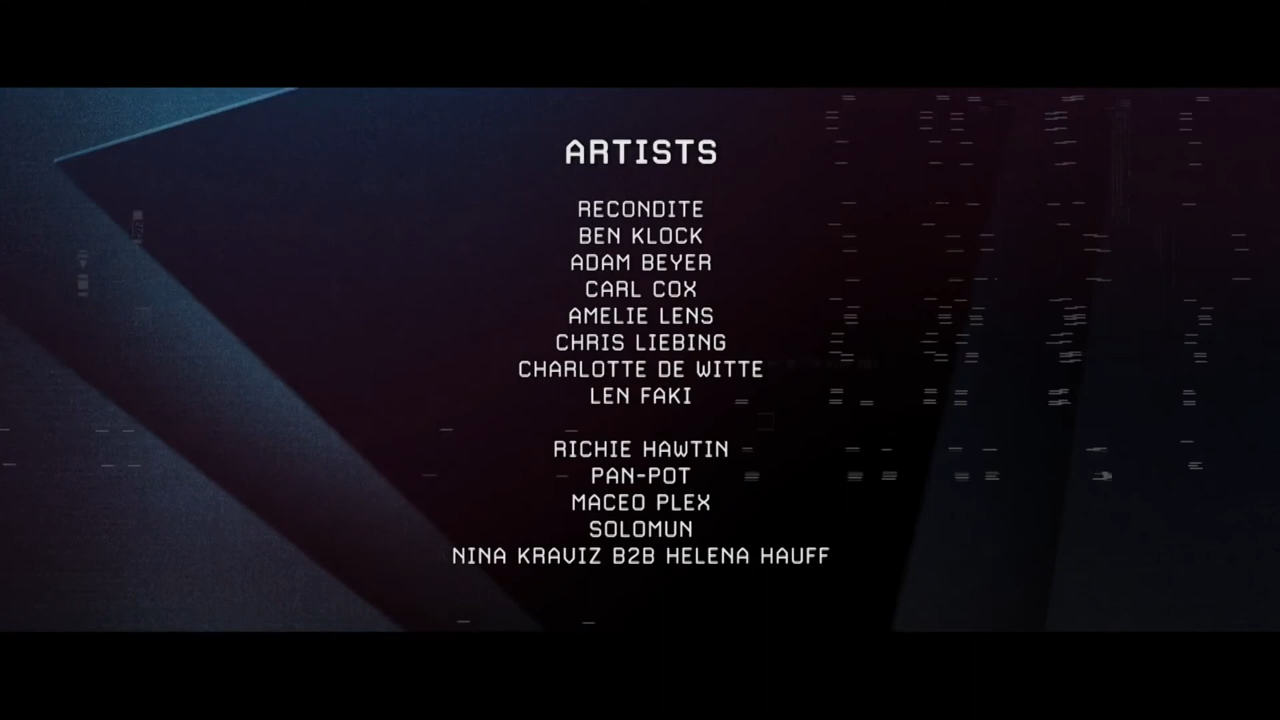 ARTISTS
RECONDITE
BEN KLOCK
ADAM BEYER
CARL COX
AMELIE LENS
CHRIS LIEBING
CHARLOTTE DE WITTE
LEN FAKI
RICHIE HAWTIN
PAN-POT
MACEO PLEX
SOLOMUN
NINA KRAVIZ B2B HELENA HAUFF